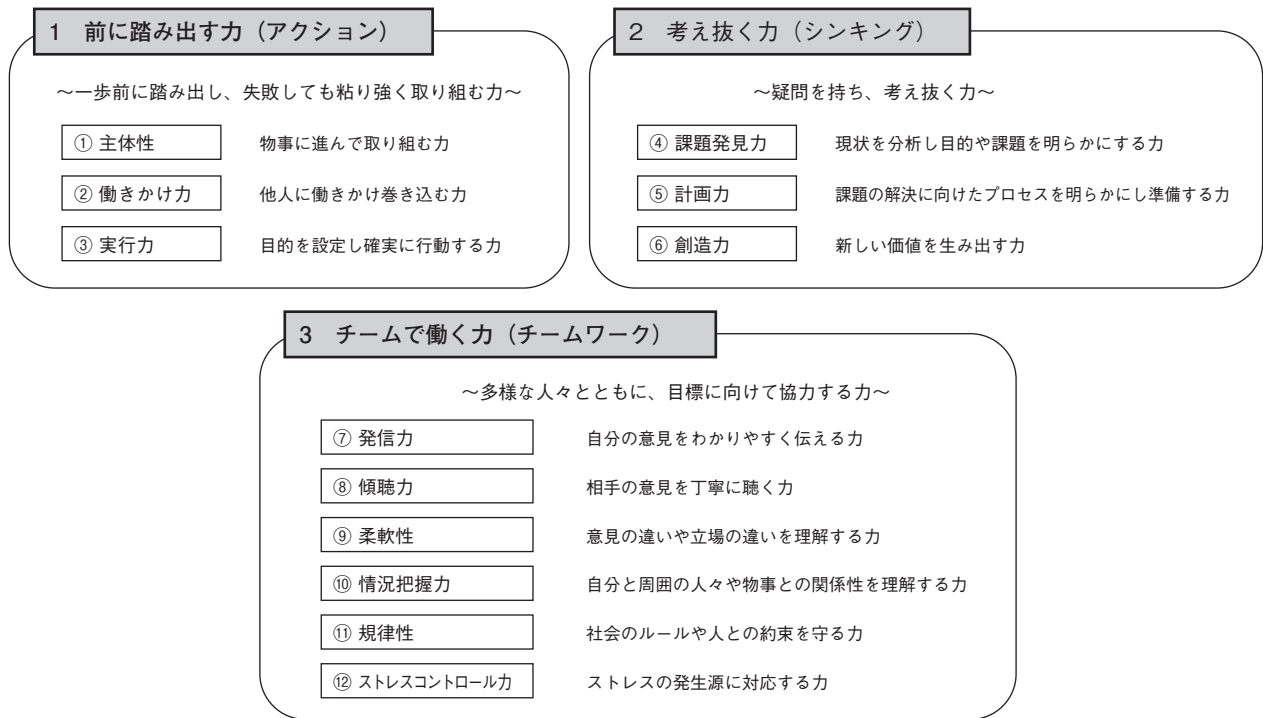 1 前に踏み出す力（アクション）
～一歩前に踏み出し、失敗しても粘り強く取り組む力～
① 主体性 物事に進んで取り組む力
② 働きかけ力 他人に働きかけ巻き込む力
③ 実行力 目的を設定し確実に行動する力
2 考え抜く力（シンキング）
～疑問を持ち、考え抜く力～
④ 課題発見力 現状を分析し目的や課題を明らかにする力
⑤ 計画力 課題の解決に向けたプロセスを明らかにし準備する力
⑥ 創造力 新しい価値を生み出す力
3 チームで働く力（チームワーク）
～多様な人々とともに、目標に向けて協力する力～
⑦ 発信力 自分の意見をわかりやすく伝える力
⑧ 傾聴力 相手の意見を丁寧に聴く力
⑨ 柔軟性 意見の違いや立場の違いを理解する力
⑩ 情況把握力 自分と周囲の人々や物事との関係性を理解する力
⑪ 規律性 社会のルールや人との約束を守る力
⑫ ストレスコントロール力 ストレスの発生源に対応する力